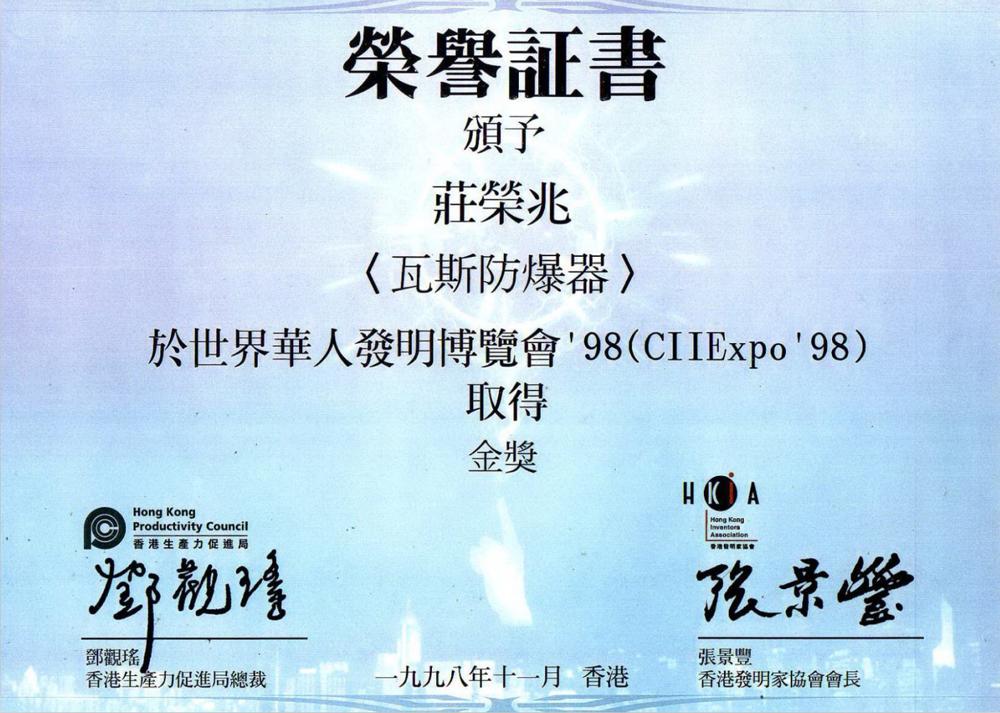 榮譽証書
頒予
莊榮兆
〈瓦斯防爆器〉
於世界華人發明博覽會'98(CIIExpo'98)
取得
金獎
Hong Kong
Productivity Council
香港生產力促進局
鄧觀瑤
鄧觀瑤
香港生產力促進局總裁
一九九八年十一月 香港
HKiA
Hong Kong
Inventors
Association
香港發明家協會
張景豐
張景豐
香港發明家協會會長